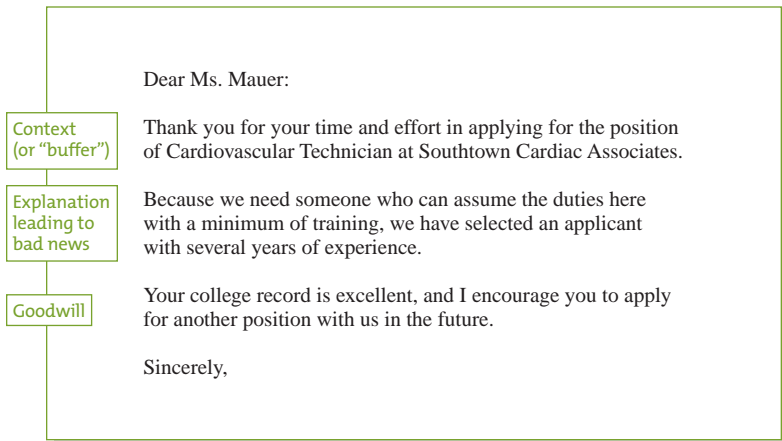 Dear Ms. Mauer:
Context
(or “buffer”)
Thank you for your time and effort in applying for the position
of Cardiovascular Technician at Southtown Cardiac Associates.
Explanation
leading to
bad news
Because we need someone who can assume the duties here
with a minimum of training, we have selected an applicant
with several years of experience.
Goodwill
Your college record is excellent, and I encourage you to apply
for another position with us in the future.
Sincerely,